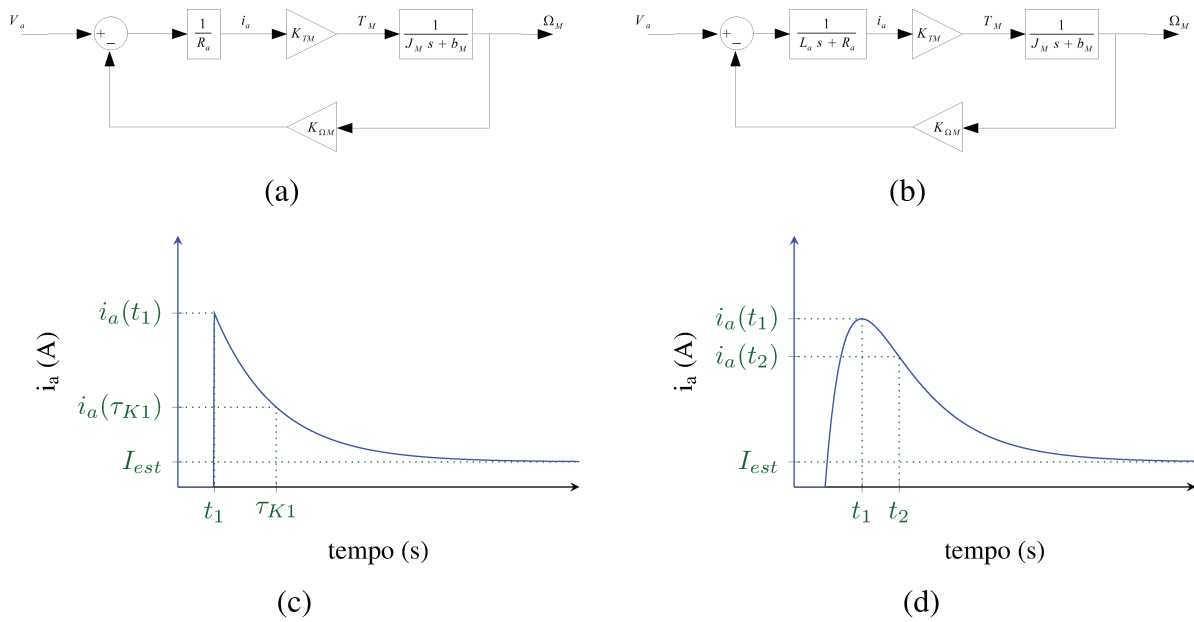 V_a + − 1/R_a i_a K_TM T_M 1/(J_M s + b_M) Ω_M
K_ΩM
(a)
V_a + − 1/(L_a s + R_a) i_a K_TM T_M 1/(J_M s + b_M) Ω_M
K_ΩM
(b)
i_a (A)
i_a(t_1)
i_a(τ_K1)
I_est
t_1 τ_K1
tempo (s)
(c)
i_a (A)
i_a(t_1)
i_a(t_2)
I_est
t_1 t_2
tempo (s)
(d)